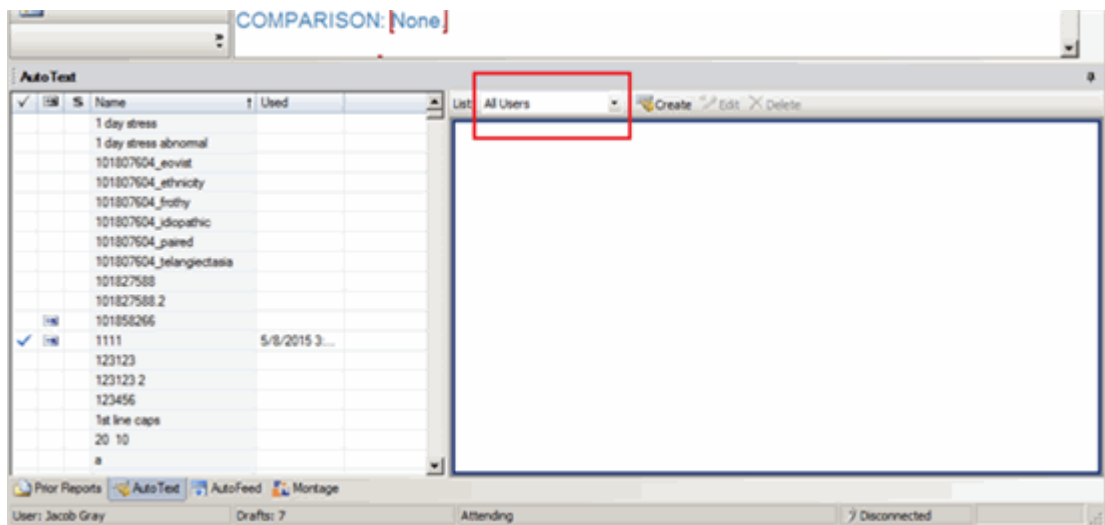 COMPARISON: [None.]
AutoText
S Name Used
List: All Users Create Edit Delete
1 day stress
1 day stress abnormal
101807604_eovist
101807604_ethnicity
101807604_frothy
101807604_idiopathic
101807604_paired
101807604_telangiectasia
101827588
101827588.2
101858266
1111 5/8/2015 3:...
123123
123123 2
123456
1st line caps
20 10
a
Prior Reports AutoText AutoFeed Montage
User: Jacob Gray Drafts: 7 Attending Disconnected